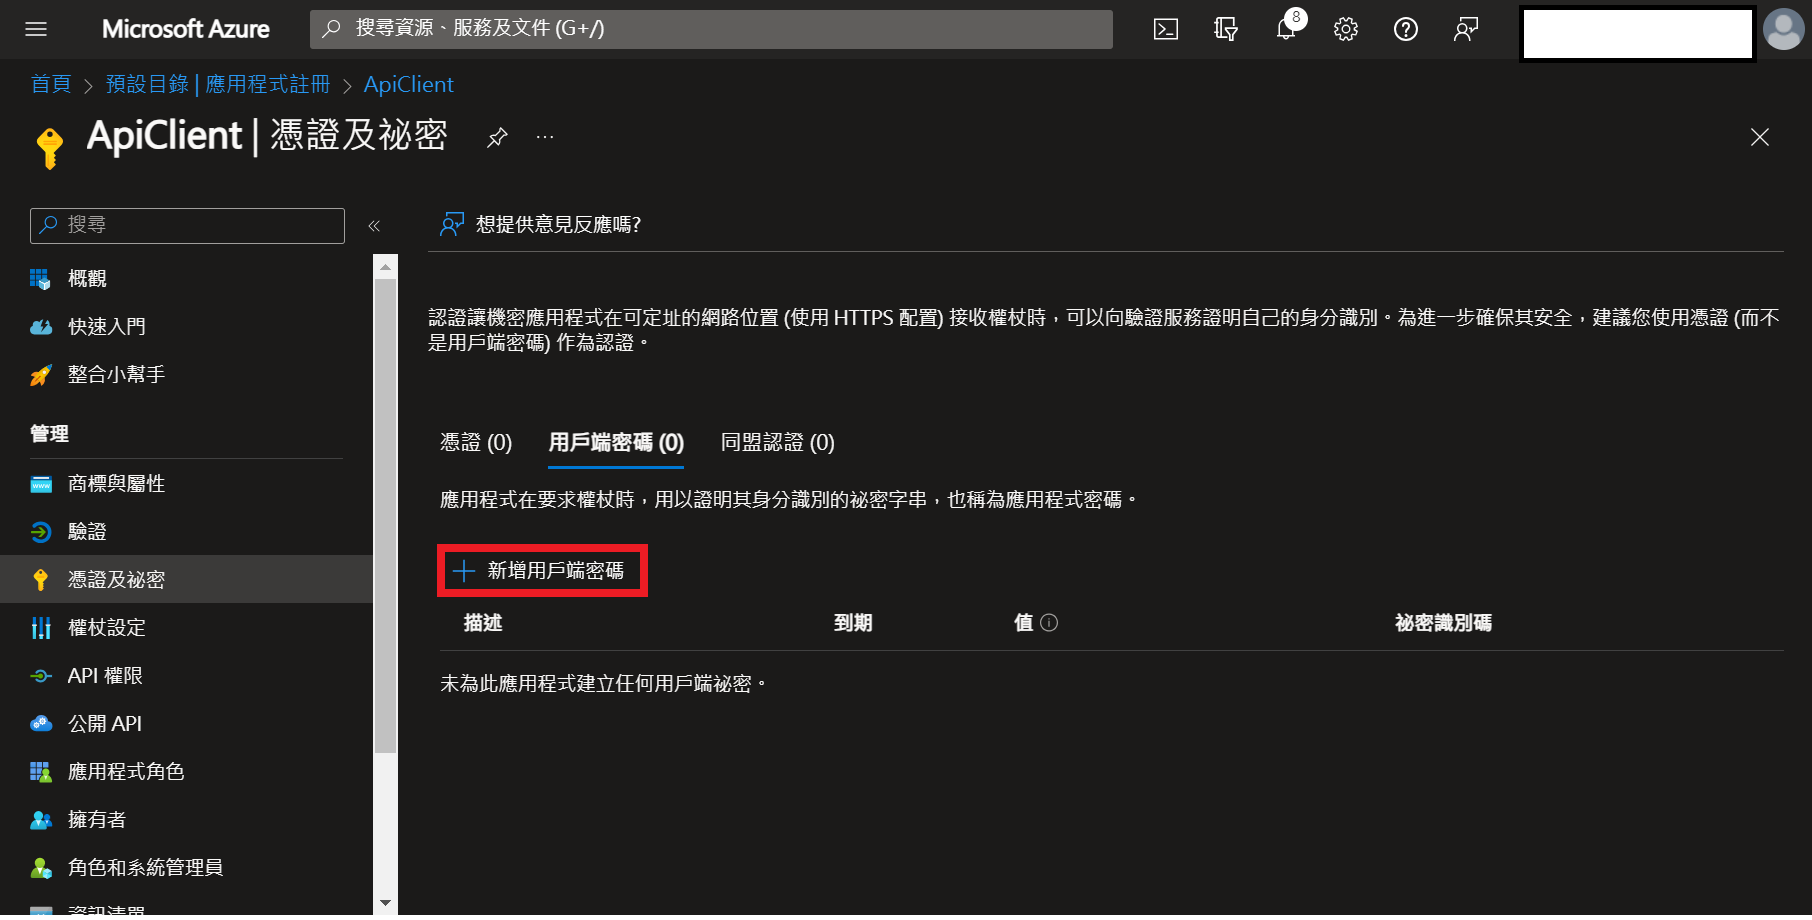 Microsoft Azure
搜尋資源、服務及文件 (G+/)
8
首頁 > 預設目錄 | 應用程式註冊 > ApiClient
ApiClient | 憑證及祕密
搜尋
概觀
快速入門
整合小幫手
管理
商標與屬性
驗證
憑證及祕密
權杖設定
API 權限
公開 API
應用程式角色
擁有者
角色和系統管理員
資訊清單
想提供意見反應嗎?
認證讓機密應用程式在可定址的網路位置 (使用 HTTPS 配置) 接收權杖時，可以向驗證服務證明自己的身分識別。為進一步確保其安全，建議您使用憑證 (而不
是用戶端密碼) 作為認證。
憑證 (0) 用戶端密碼 (0) 同盟認證 (0)
應用程式在要求權杖時，用以證明其身分識別的祕密字串，也稱為應用程式密碼。
新增用戶端密碼
描述 到期 值 祕密識別碼
未為此應用程式建立任何用戶端祕密。